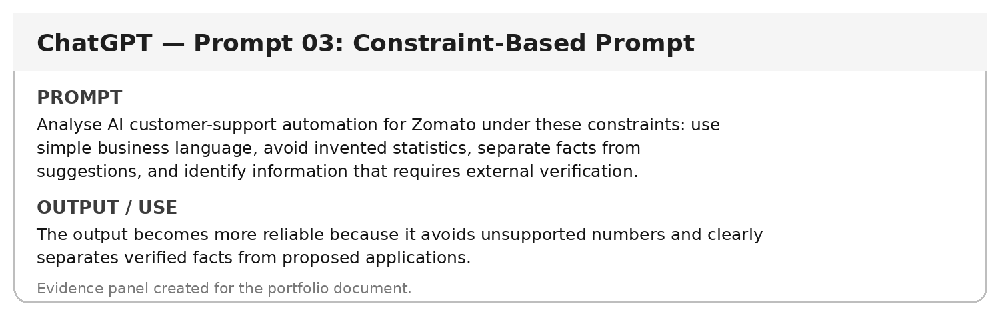 ChatGPT — Prompt 03: Constraint-Based Prompt
PROMPT
Analyse AI customer-support automation for Zomato under these constraints: use
simple business language, avoid invented statistics, separate facts from
suggestions, and identify information that requires external verification.
OUTPUT / USE
The output becomes more reliable because it avoids unsupported numbers and clearly
separates verified facts from proposed applications.
Evidence panel created for the portfolio document.